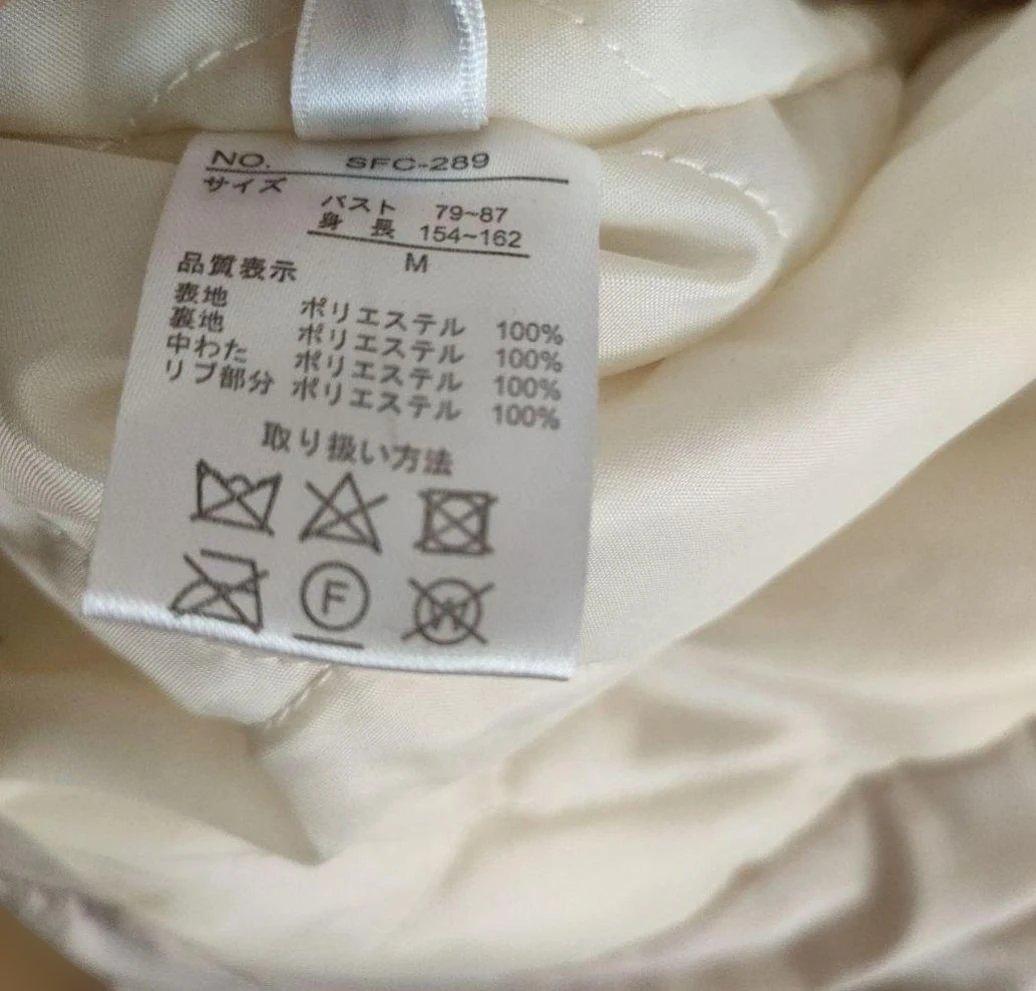 NO. SFC-289
サイズ
バスト 79~87
身長 154~162
M
品質表示
表地 ポリエステル 100%
裏地 ポリエステル 100%
中わた ポリエステル 100%
リブ部分 ポリエステル 100%
取り扱い方法
F
W